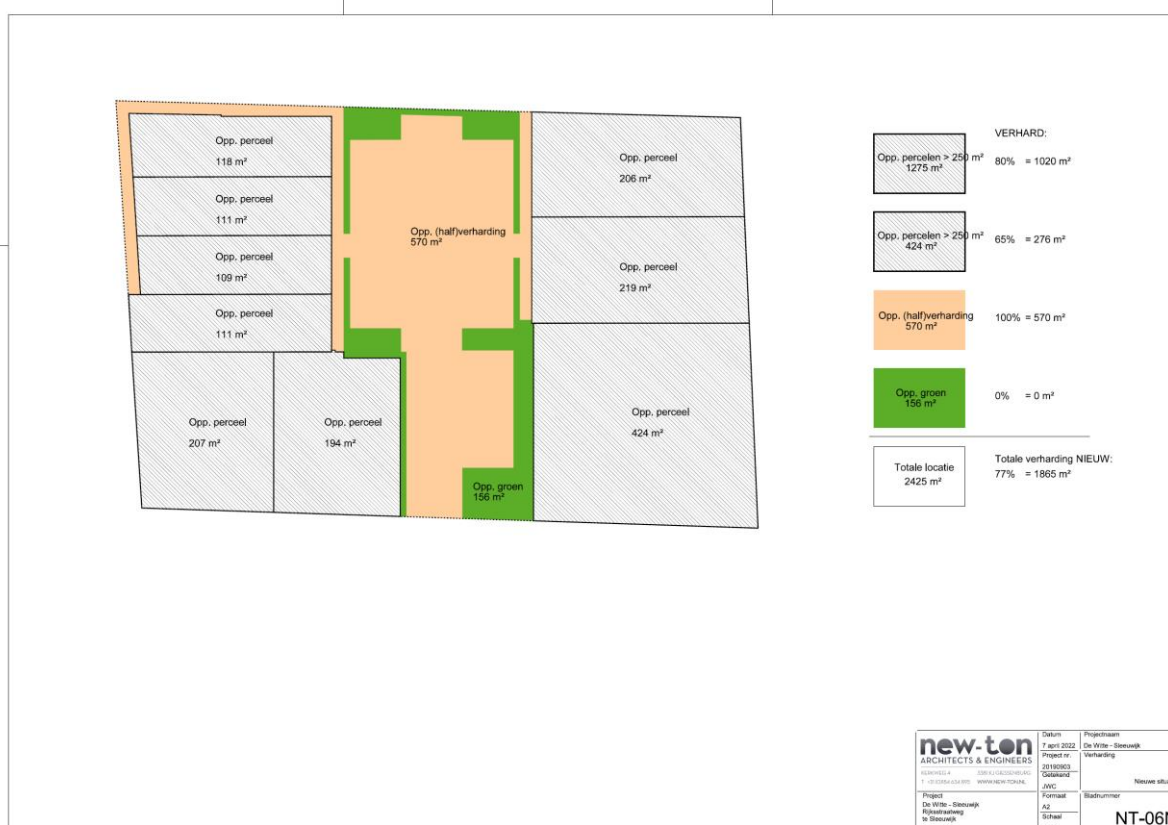 Opp. perceel
118 m²
Opp. perceel
111 m²
Opp. perceel
109 m²
Opp. perceel
111 m²
Opp. perceel
207 m²
Opp. perceel
194 m²
Opp. (half)verharding
570 m²
Opp. groen
156 m²
Opp. perceel
206 m²
Opp. perceel
219 m²
Opp. perceel
424 m²
VERHARD:
Opp. percelen > 250 m²
1275 m²
80% = 1020 m²
Opp. percelen > 250 m²
424 m²
65% = 276 m²
Opp. (half)verharding
570 m²
100% = 570 m²
Opp. groen
156 m²
0% = 0 m²
Totale locatie
2425 m²
Totale verharding NIEUW:
77% = 1865 m²
new-ton
ARCHITECTS & ENGINEERS
KERKWEG 4
WWW.NEW-TON.NL
Project
De Witte - Sleeuwijk
Rijksstraatweg
te Sleeuwijk
Datum
7 april 2022
Project nr.
20190903
Getekend
JWC
Formaat
A2
Schaal
Projectnaam
De Witte - Sleeuwijk
Verharding
Nieuwe situ
Bladnummer
NT-06